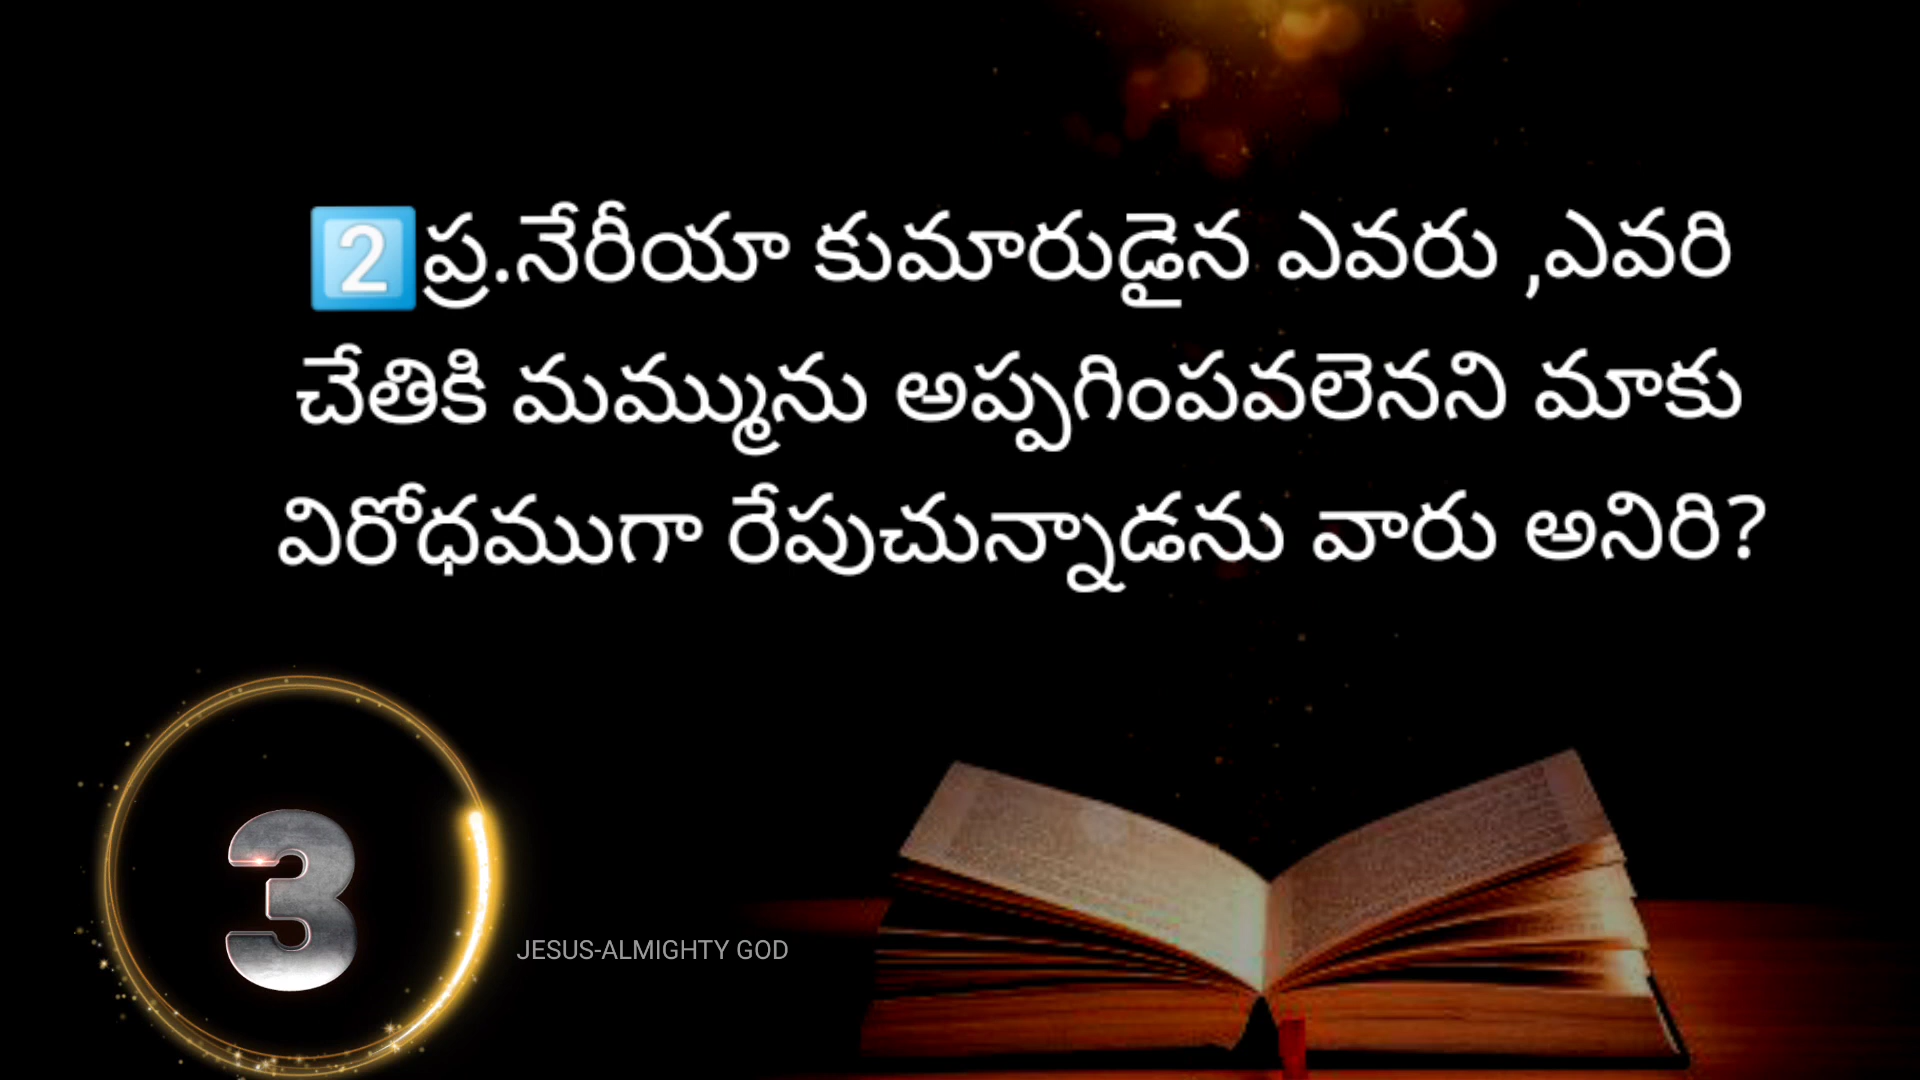 2️⃣ప్ర.నేరీయా కుమారుడైన ఎవరు ,ఎవరి
చేతికి మమ్మును అప్పగింపవలెనని మాకు
విరోధముగా రేపుచున్నాడను వారు అనిరి?
3
JESUS-ALMIGHTY GOD